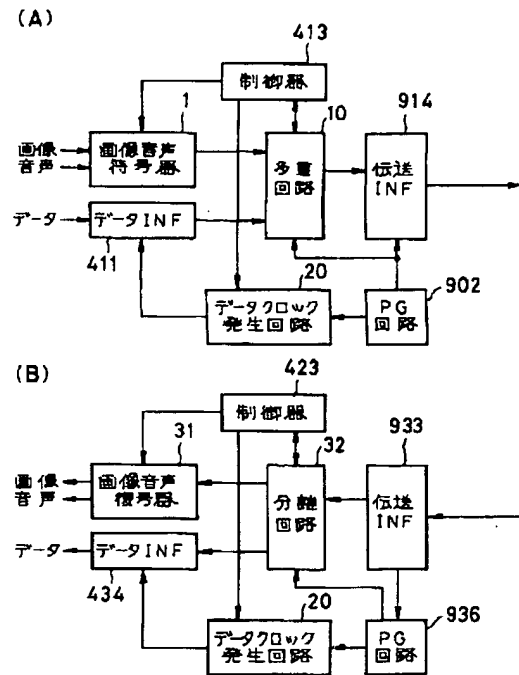 (A)
413
制御器
1
10
914
画像
音声
画像音声
符号器
多重
回路
伝送
INF
データ
データINF
411
20
902
データクロック
発生回路
PG
回路
(B)
423
制御器
31
32
933
画像
音声
画像音声
復号器
分離
回路
伝送
INF
データ
データINF
434
20
936
データクロック
発生回路
PG
回路